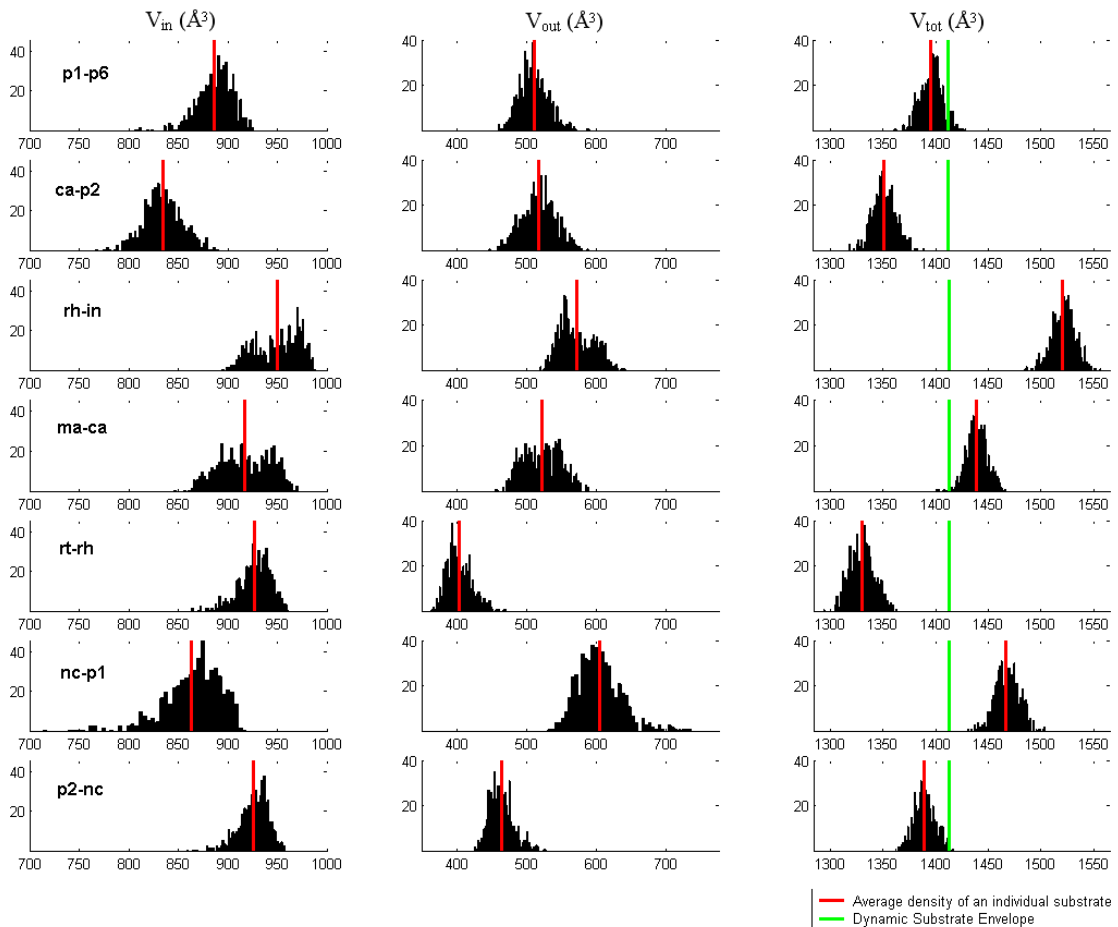 V_in (Å³) V_out (Å³) V_tot (Å³)
40 40 40
p1-p6
20 20 20
700 750 800 850 900 950 1000 400 500 600 700 1300 1350 1400 1450 1500 1550
40 40 40
ca-p2
20 20 20
700 750 800 850 900 950 1000 400 500 600 700 1300 1350 1400 1450 1500 1550
40 40 40
rh-in
20 20 20
700 750 800 850 900 950 1000 400 500 600 700 1300 1350 1400 1450 1500 1550
40 40 40
ma-ca
20 20 20
700 750 800 850 900 950 1000 400 500 600 700 1300 1350 1400 1450 1500 1550
40 40 40
rt-rh
20 20 20
700 750 800 850 900 950 1000 400 500 600 700 1300 1350 1400 1450 1500 1550
40 40 40
nc-p1
20 20 20
700 750 800 850 900 950 1000 400 500 600 700 1300 1350 1400 1450 1500 1550
40 40 40
p2-nc
20 20 20
700 750 800 850 900 950 1000 400 500 600 700 1300 1350 1400 1450 1500 1550
Average density of an individual substrate
Dynamic Substrate Envelope